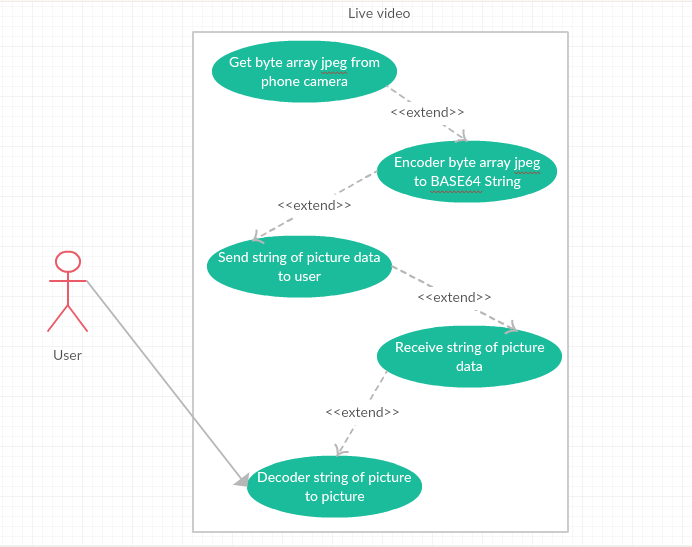 Live video
Get byte array jpeg from
phone camera
<<extend>>
Encoder byte array jpeg
to BASE64 String
<<extend>>
Send string of picture data
to user
<<extend>>
Receive string of picture
data
User
<<extend>>
Decoder string of picture
to picture